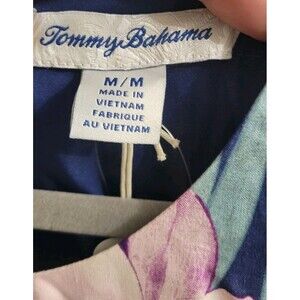 Tommy Bahama
M/M
MADE IN
VIETNAM
FABRIQUE
AU VIETNAM